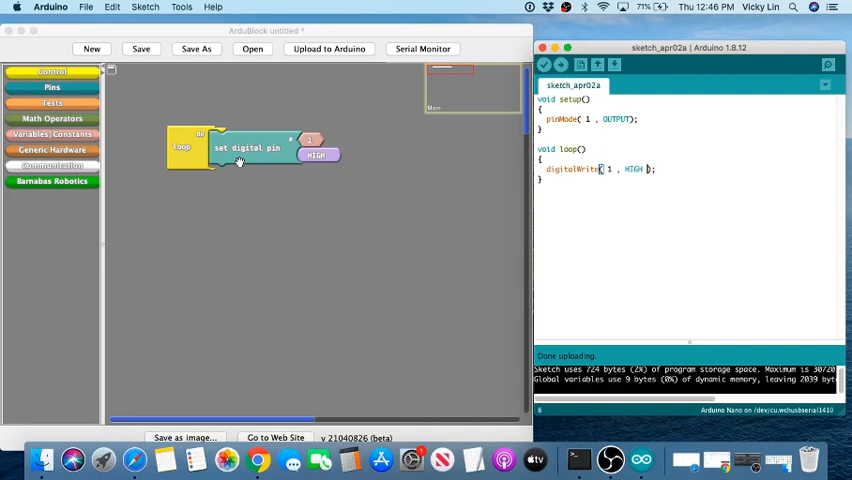 Arduino File Edit Sketch Tools Help
71% Thu 12:46 PM Vicky Lin
ArduBlock untitled *
New Save Save As Open Upload to Arduino Serial Monitor
Control
Pins
Tests
Math Operators
Variables/Constants
Generic Hardware
Communication
Barnabas Robotics
Main
loop
do
set digital pin
#
1
HIGH
Save as image...
Go to Web Site
v 21040826 (beta)
sketch_apr02a | Arduino 1.8.12
sketch_apr02a
void setup()
{
pinMode( 1 , OUTPUT);
}
void loop()
{
digitalWrite( 1 , HIGH );
}
Done uploading.
Sketch uses 724 bytes (2%) of program storage space. Maximum is 30720
Global variables use 9 bytes (0%) of dynamic memory, leaving 2039 byt
8
Arduino Nano on /dev/cu.wchusbserial1410
1
tv